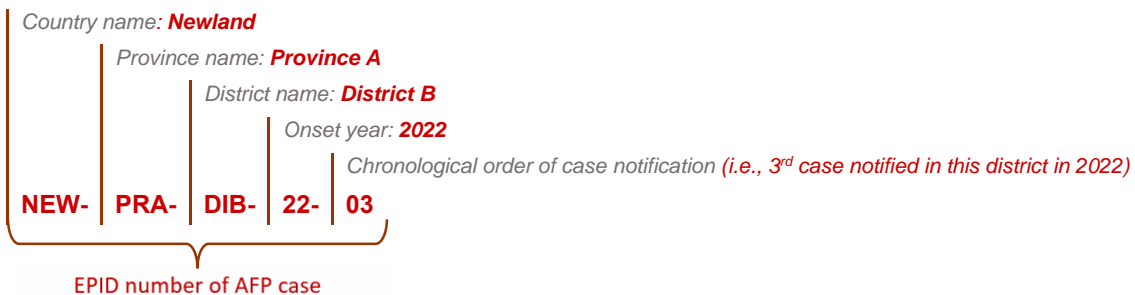 Country name: Newland
Province name: Province A
District name: District B
Onset year: 2022
Chronological order of case notification (i.e., 3rd case notified in this district in 2022)
NEW- PRA- DIB- 22- 03
EPID number of AFP case